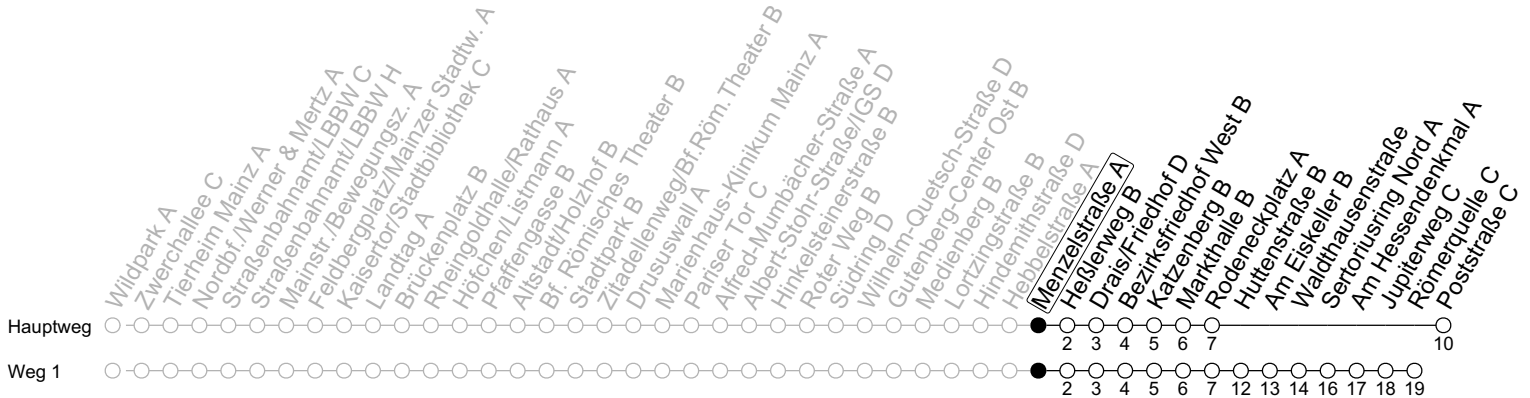 Wildpark A
Zwerchallee C
Tierheim Mainz A
Nordbf./Werner & Mertz A
Straßenbahnamt/LBBW C
Straßenbahnamt/LBBW H
Mainstr./Bewegungsz. A
Feldbergplatz/Mainzer Stadtw. A
Kaisertor/Stadtbibliothek C
Landtag A
Brückenplatz B
Rheingoldhalle/Rathaus A
Höfchen/Listmann A
Pfaffengasse B
Altstadt/Holzhof B
Bf. Römisches Theater B
Stadtpark B
Zitadellenweg/Bf.Röm.Theater B
Drususwall A
Marienhaus-Klinikum Mainz A
Pariser Tor C
Alfred-Mumbächer-Straße A
Albert-Stohr-Straße/IGS D
Hinkelsteinerstraße B
Roter Weg B
Südring D
Wilhelm-Quetsch-Straße D
Gutenberg-Center Ost B
Medienberg B
Lortzingstraße B
Hindemithstraße D
Hebbelstraße A
Menzelstraße A
Heißenweg B
Drais/Friedhof D
Bezirksfriedhof West B
Katzenberg B
Markthalle B
Rodeneckplatz A
Huttenstraße B
Am Eiskeller B
Waldthausenstraße
Sertoriusring Nord A
Am Hessendenkmal A
Jupiterweg C
Römerquelle C
Poststraße C
Hauptweg
2 3 4 5 6 7 10
Weg 1
2 3 4 5 6 7 12 13 14 16 17 18 19